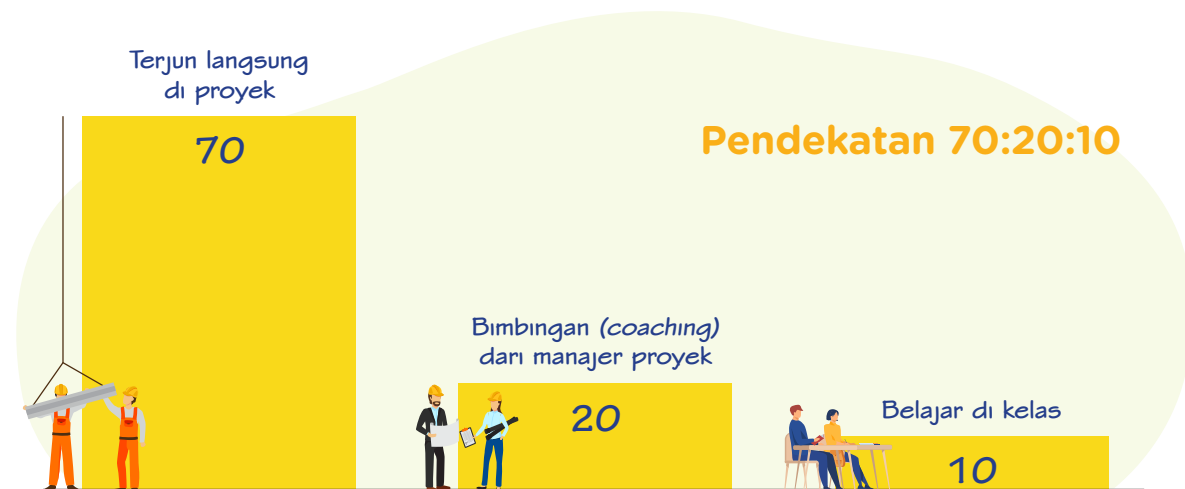 Terjun langsung
di proyek
70
Pendekatan 70:20:10
Bimbingan (coaching)
dari manajer proyek
20
Belajar di kelas
10